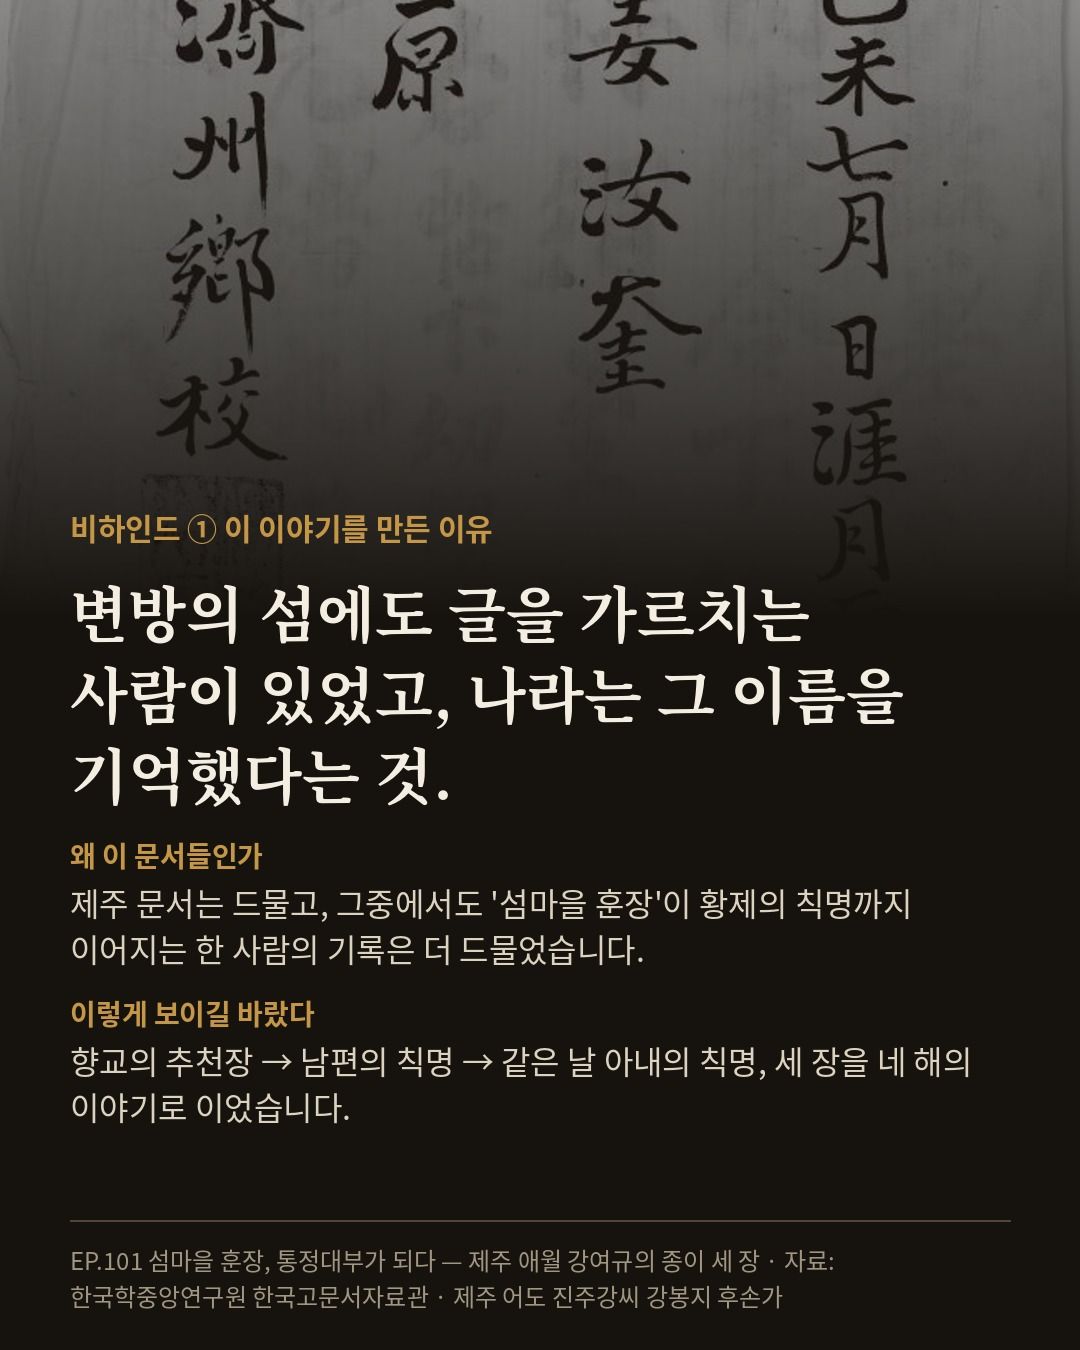 己未七月日涯月
姜汝奎
原
濟州鄕校
비하인드 ① 이 이야기를 만든 이유
변방의 섬에도 글을 가르치는
사람이 있었고, 나라는 그 이름을
기억했다는 것.
왜 이 문서들인가
제주 문서는 드물고, 그중에서도 '섬마을 훈장'이 황제의 칙명까지
이어지는 한 사람의 기록은 더 드물었습니다.
이렇게 보이길 바랐다
향교의 추천장 → 남편의 칙명 → 같은 날 아내의 칙명, 세 장을 네 해의
이야기로 이었습니다.
EP.101 섬마을 훈장, 통정대부가 되다 — 제주 애월 강여규의 종이 세 장 · 자료:
한국학중앙연구원 한국고문서자료관 · 제주 어도 진주강씨 강봉지 후손가